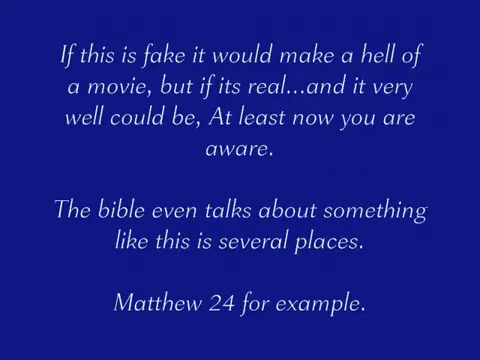 If this is fake it would make a hell of
a movie, but if its real...and it very
well could be, At least now you are
aware.
The bible even talks about something
like this is several places.
Matthew 24 for example.